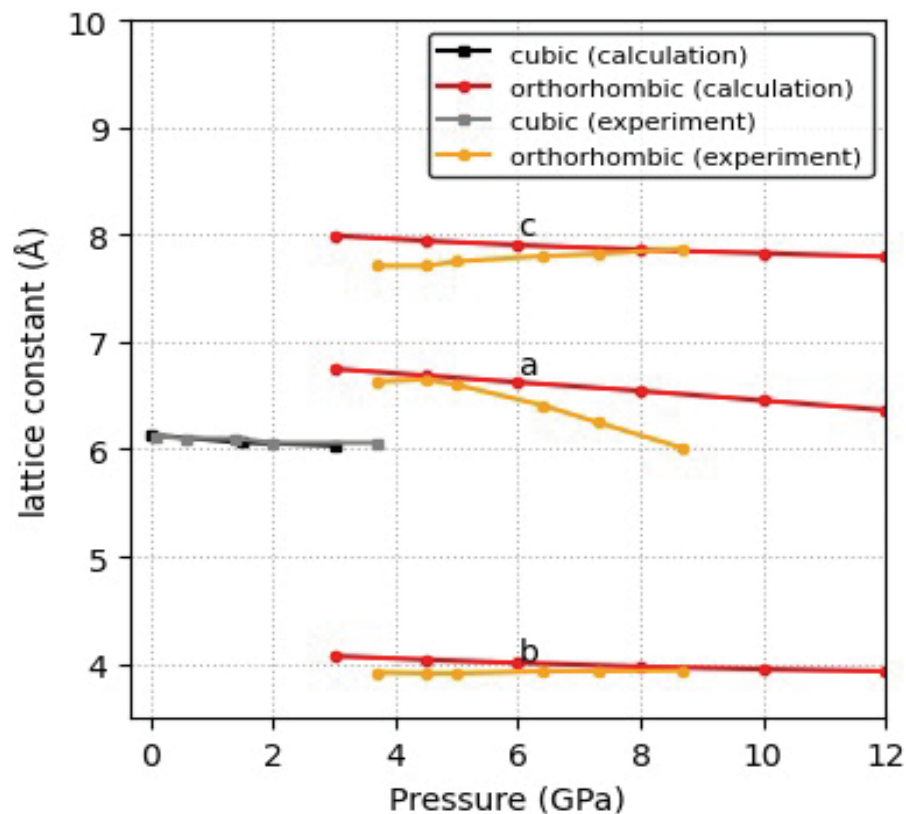 10
9
8
7
6
5
4
lattice constant (Å)
cubic (calculation)
orthorhombic (calculation)
cubic (experiment)
orthorhombic (experiment)
c
a
b
0 2 4 6 8 10 12
Pressure (GPa)